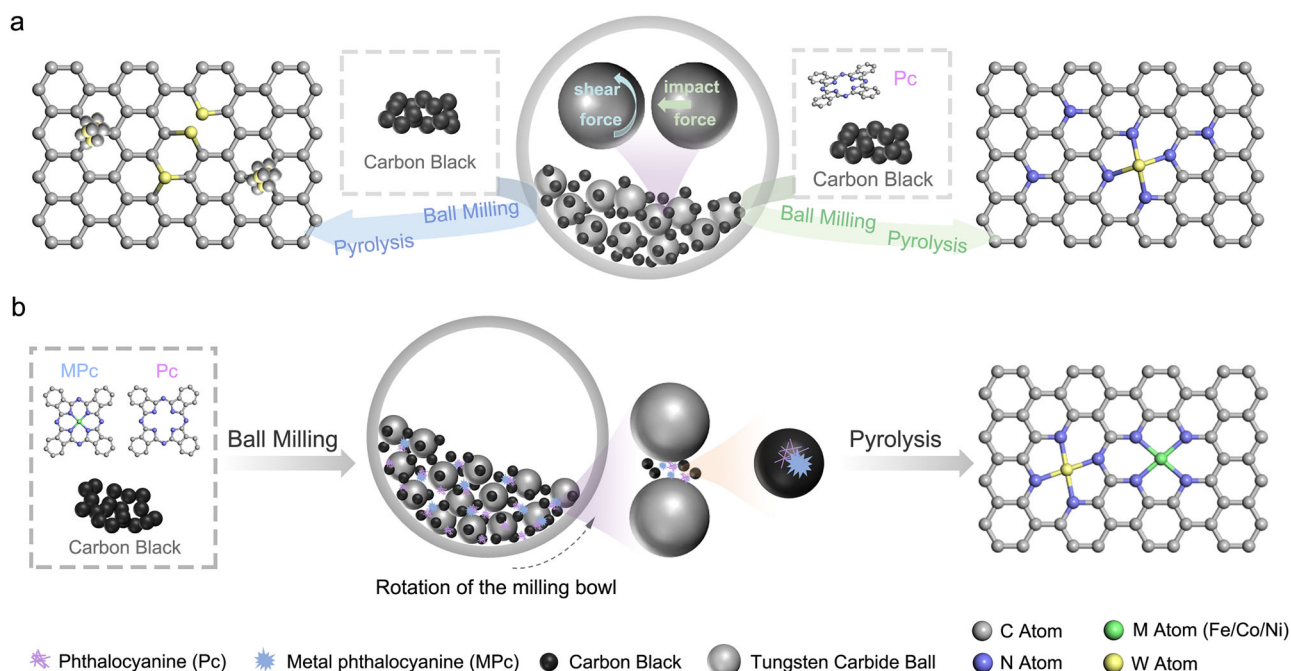 a
Carbon Black
Ball Milling
Pyrolysis
shear
force
impact
force
Pc
Carbon Black
Ball Milling
Pyrolysis
b
MPc
Pc
Carbon Black
Ball Milling
Rotation of the milling bowl
Pyrolysis
Phthalocyanine (Pc)
Metal phthalocyanine (MPc)
Carbon Black
Tungsten Carbide Ball
C Atom
M Atom (Fe/Co/Ni)
N Atom
W Atom